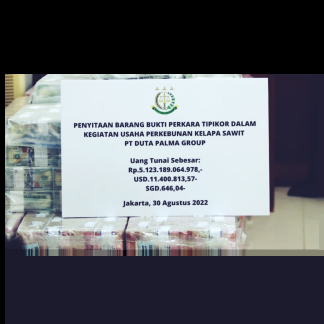 PENYITAAN BARANG BUKTI PERKARA TIPIKOR DALAM
KEGIATAN USAHA PERKEBUNAN KELAPA SAWIT
PT DUTA PALMA GROUP
Uang Tunai Sebesar:
Rp.5.123.189.064.978,-
USD.11.400.813,57-
SGD.646,04-
Jakarta, 30 Agustus 2022